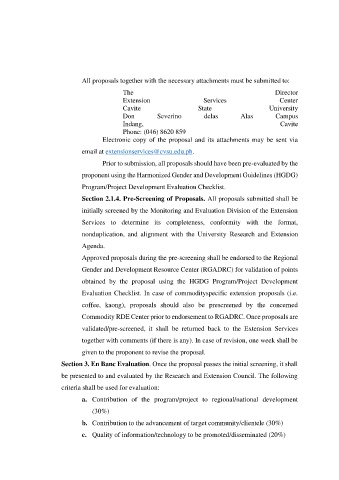 All proposals together with the necessary attachments must be submitted to:
The Director
Extension Services Center
Cavite State University
Don Severino delas Alas Campus
Indang, Cavite
Phone: (046) 8620 859
Electronic copy of the proposal and its attachments may be sent via
email at extensionservices@cvsu.edu.ph.
Prior to submission, all proposals should have been pre-evaluated by the
proponent using the Harmonized Gender and Development Guidelines (HGDG)
Program/Project Development Evaluation Checklist.
Section 2.1.4. Pre-Screening of Proposals. All proposals submitted shall be
initially screened by the Monitoring and Evaluation Division of the Extension
Services to determine its completeness, conformity with the format,
nonduplication, and alignment with the University Research and Extension
Agenda.
Approved proposals during the pre-screening shall be endorsed to the Regional
Gender and Development Resource Center (RGADRC) for validation of points
obtained by the proposal using the HGDG Program/Project Development
Evaluation Checklist. In case of commodityspecific extension proposals (i.e.
coffee, kaong), proposals should also be prescreened by the concerned
Commodity RDE Center prior to endorsement to RGADRC. Once proposals are
validated/pre-screened, it shall be returned back to the Extension Services
together with comments (if there is any). In case of revision, one week shall be
given to the proponent to revise the proposal.
Section 3. En Banc Evaluation. Once the proposal passes the initial screening, it shall
be presented to and evaluated by the Research and Extension Council. The following
criteria shall be used for evaluation:
a. Contribution of the program/project to regional/national development
(30%)
b. Contribution to the advancement of target community/clientele (30%)
c. Quality of information/technology to be promoted/disseminated (20%)